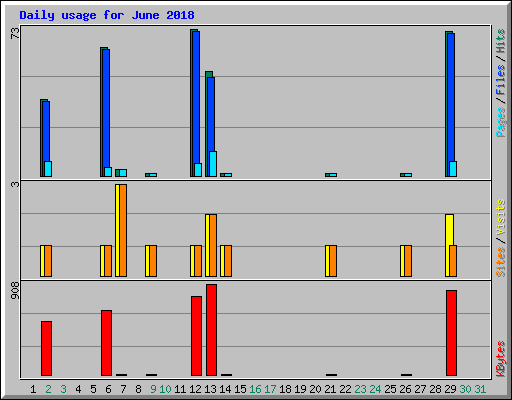 Daily usage for June 2018
73
Pages / Files / Hits
3
Sites / Visits
908
KBytes
1 2 3 4 5 6 7 8 9 10 11 12 13 14 15 16 17 18 19 20 21 22 23 24 25 26 27 28 29 30 31